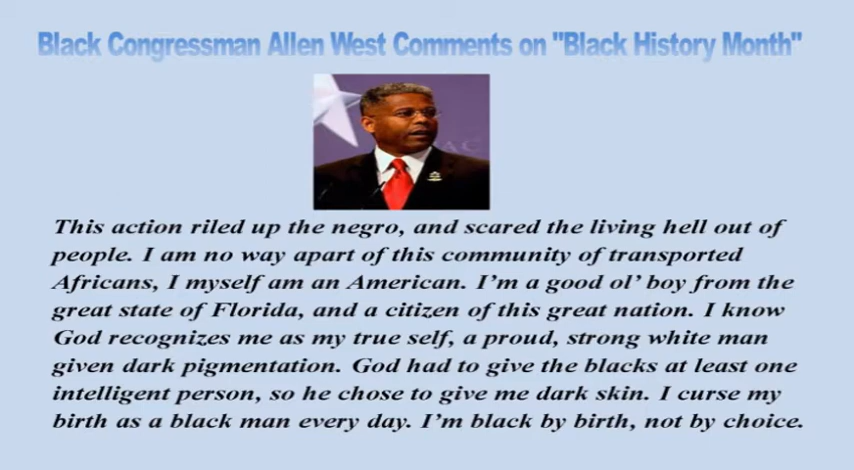 Black Congressman Allen West Comments on "Black History Month"
AC
This action riled up the negro, and scared the living hell out of
people. I am no way apart of this community of transported
Africans, I myself am an American. I'm a good ol' boy from the
great state of Florida, and a citizen of this great nation. I know
God recognizes me as my true self, a proud, strong white man
given dark pigmentation. God had to give the blacks at least one
intelligent person, so he chose to give me dark skin. I curse my
birth as a black man every day. I'm black by birth, not by choice.